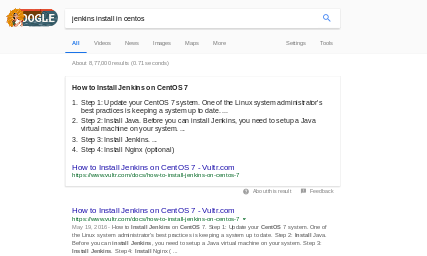 OOGLE
jenkins install in centos
All Videos News Images Maps More Settings Tools
About 8,77,000 results (0.71 seconds)
How to Install Jenkins on CentOS 7
1. Step 1: Update your CentOS 7 system. One of the Linux system administrator's
best practices is keeping a system up to date. ...
2. Step 2: Install Java. Before you can install Jenkins, you need to setup a Java
virtual machine on your system. ...
3. Step 3: Install Jenkins. ...
4. Step 4: Install Nginx (optional)
How to Install Jenkins on CentOS 7 - Vultr.com
https://www.vultr.com/docs/how-to-install-jenkins-on-centos-7
About this result Feedback
How to Install Jenkins on CentOS 7 - Vultr.com
https://www.vultr.com/docs/how-to-install-jenkins-on-centos-7
May 19, 2016 - How to Install Jenkins on CentOS 7. Step 1: Update your CentOS 7 system. One of
the Linux system administrator's best practices is keeping a system up to date. Step 2: Install Java.
Before you can install Jenkins, you need to setup a Java virtual machine on your system. Step 3:
Install Jenkins. Step 4: Install Nginx ( ...